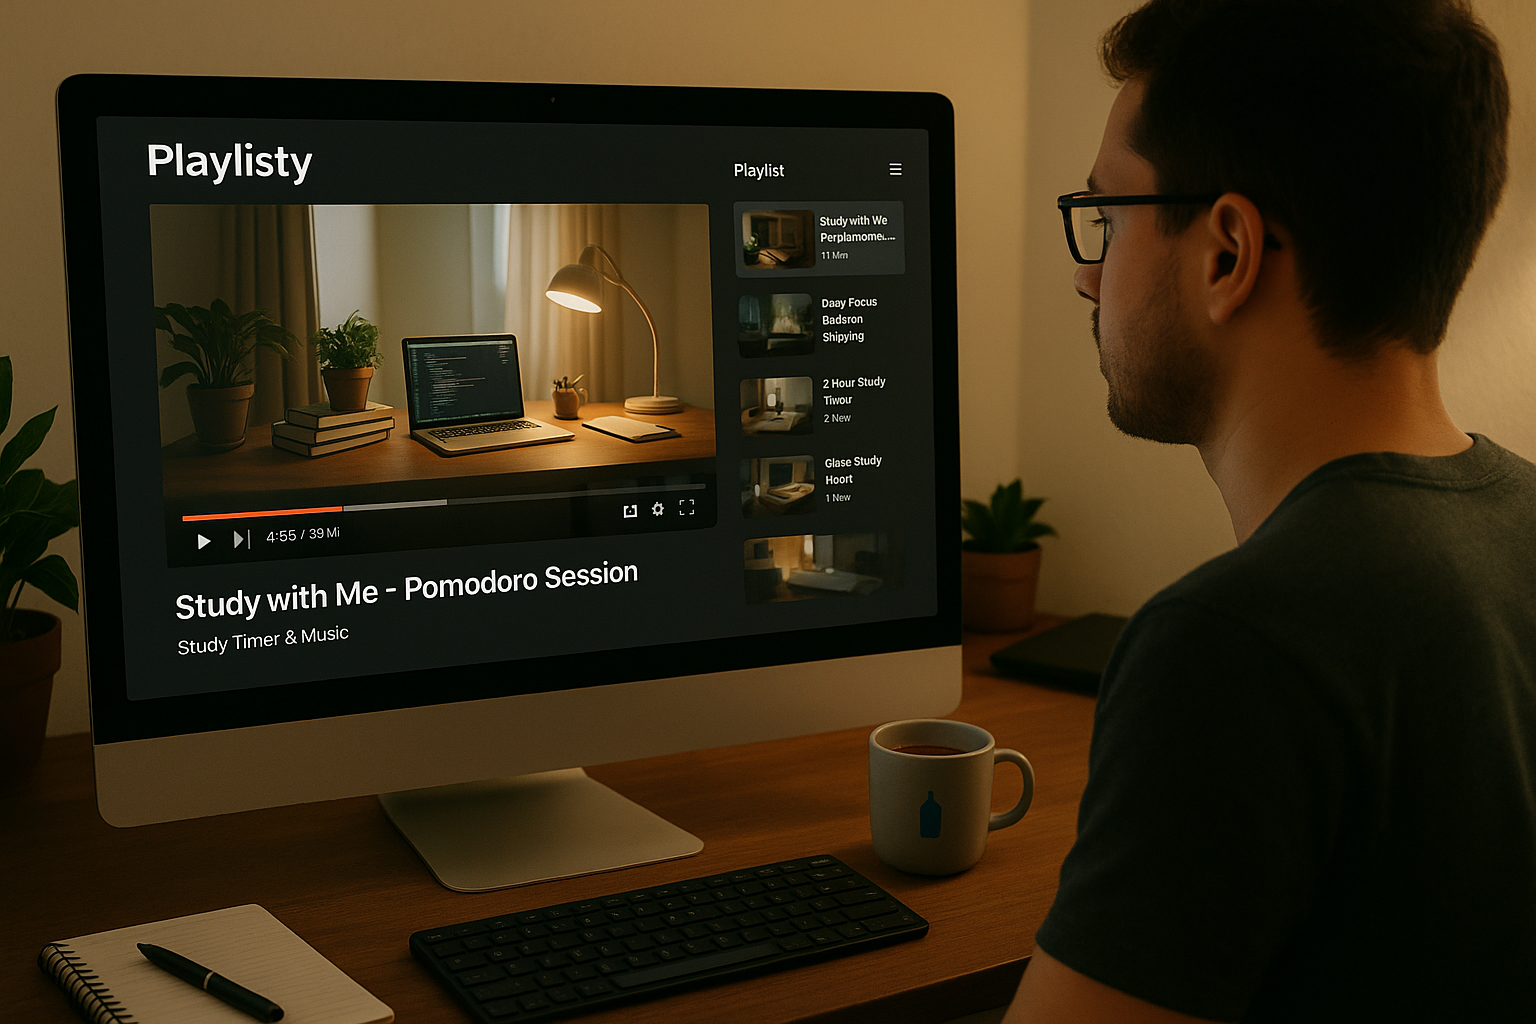 Playlisty
Playlist
Study with Me
Perplamome....
11 Mm
Daay Focus
Badsron
Shipying
2 Hour Study
Tiwour
2 New
Glase Study
Hoort
1 New
4:55 / 39 Mi
Study with Me - Pomodoro Session
Study Timer & Music